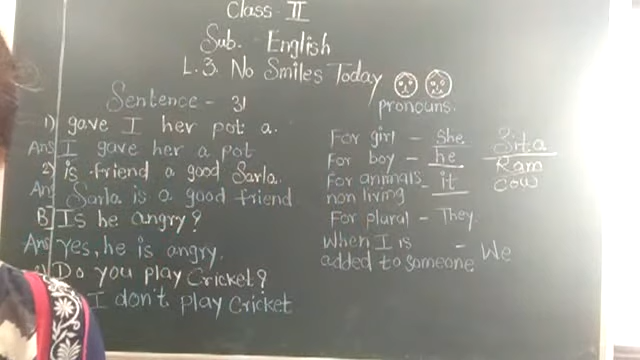 Class - II
Sub. English
L. 3. No Smiles Today
Sentence - 31
1) gave I her pot a.
Ans I gave her a pot
2) is friend a good Sarla.
Ans Sarla is a good friend
B] Is he angry?
Ans yes, he is angry.
Do you play Cricket?
I don't play Cricket
pronouns.
For girl - she Sita
For boy - he Ram
For animals - it cow
non living
For plural - They.
When I is - We
added to someone